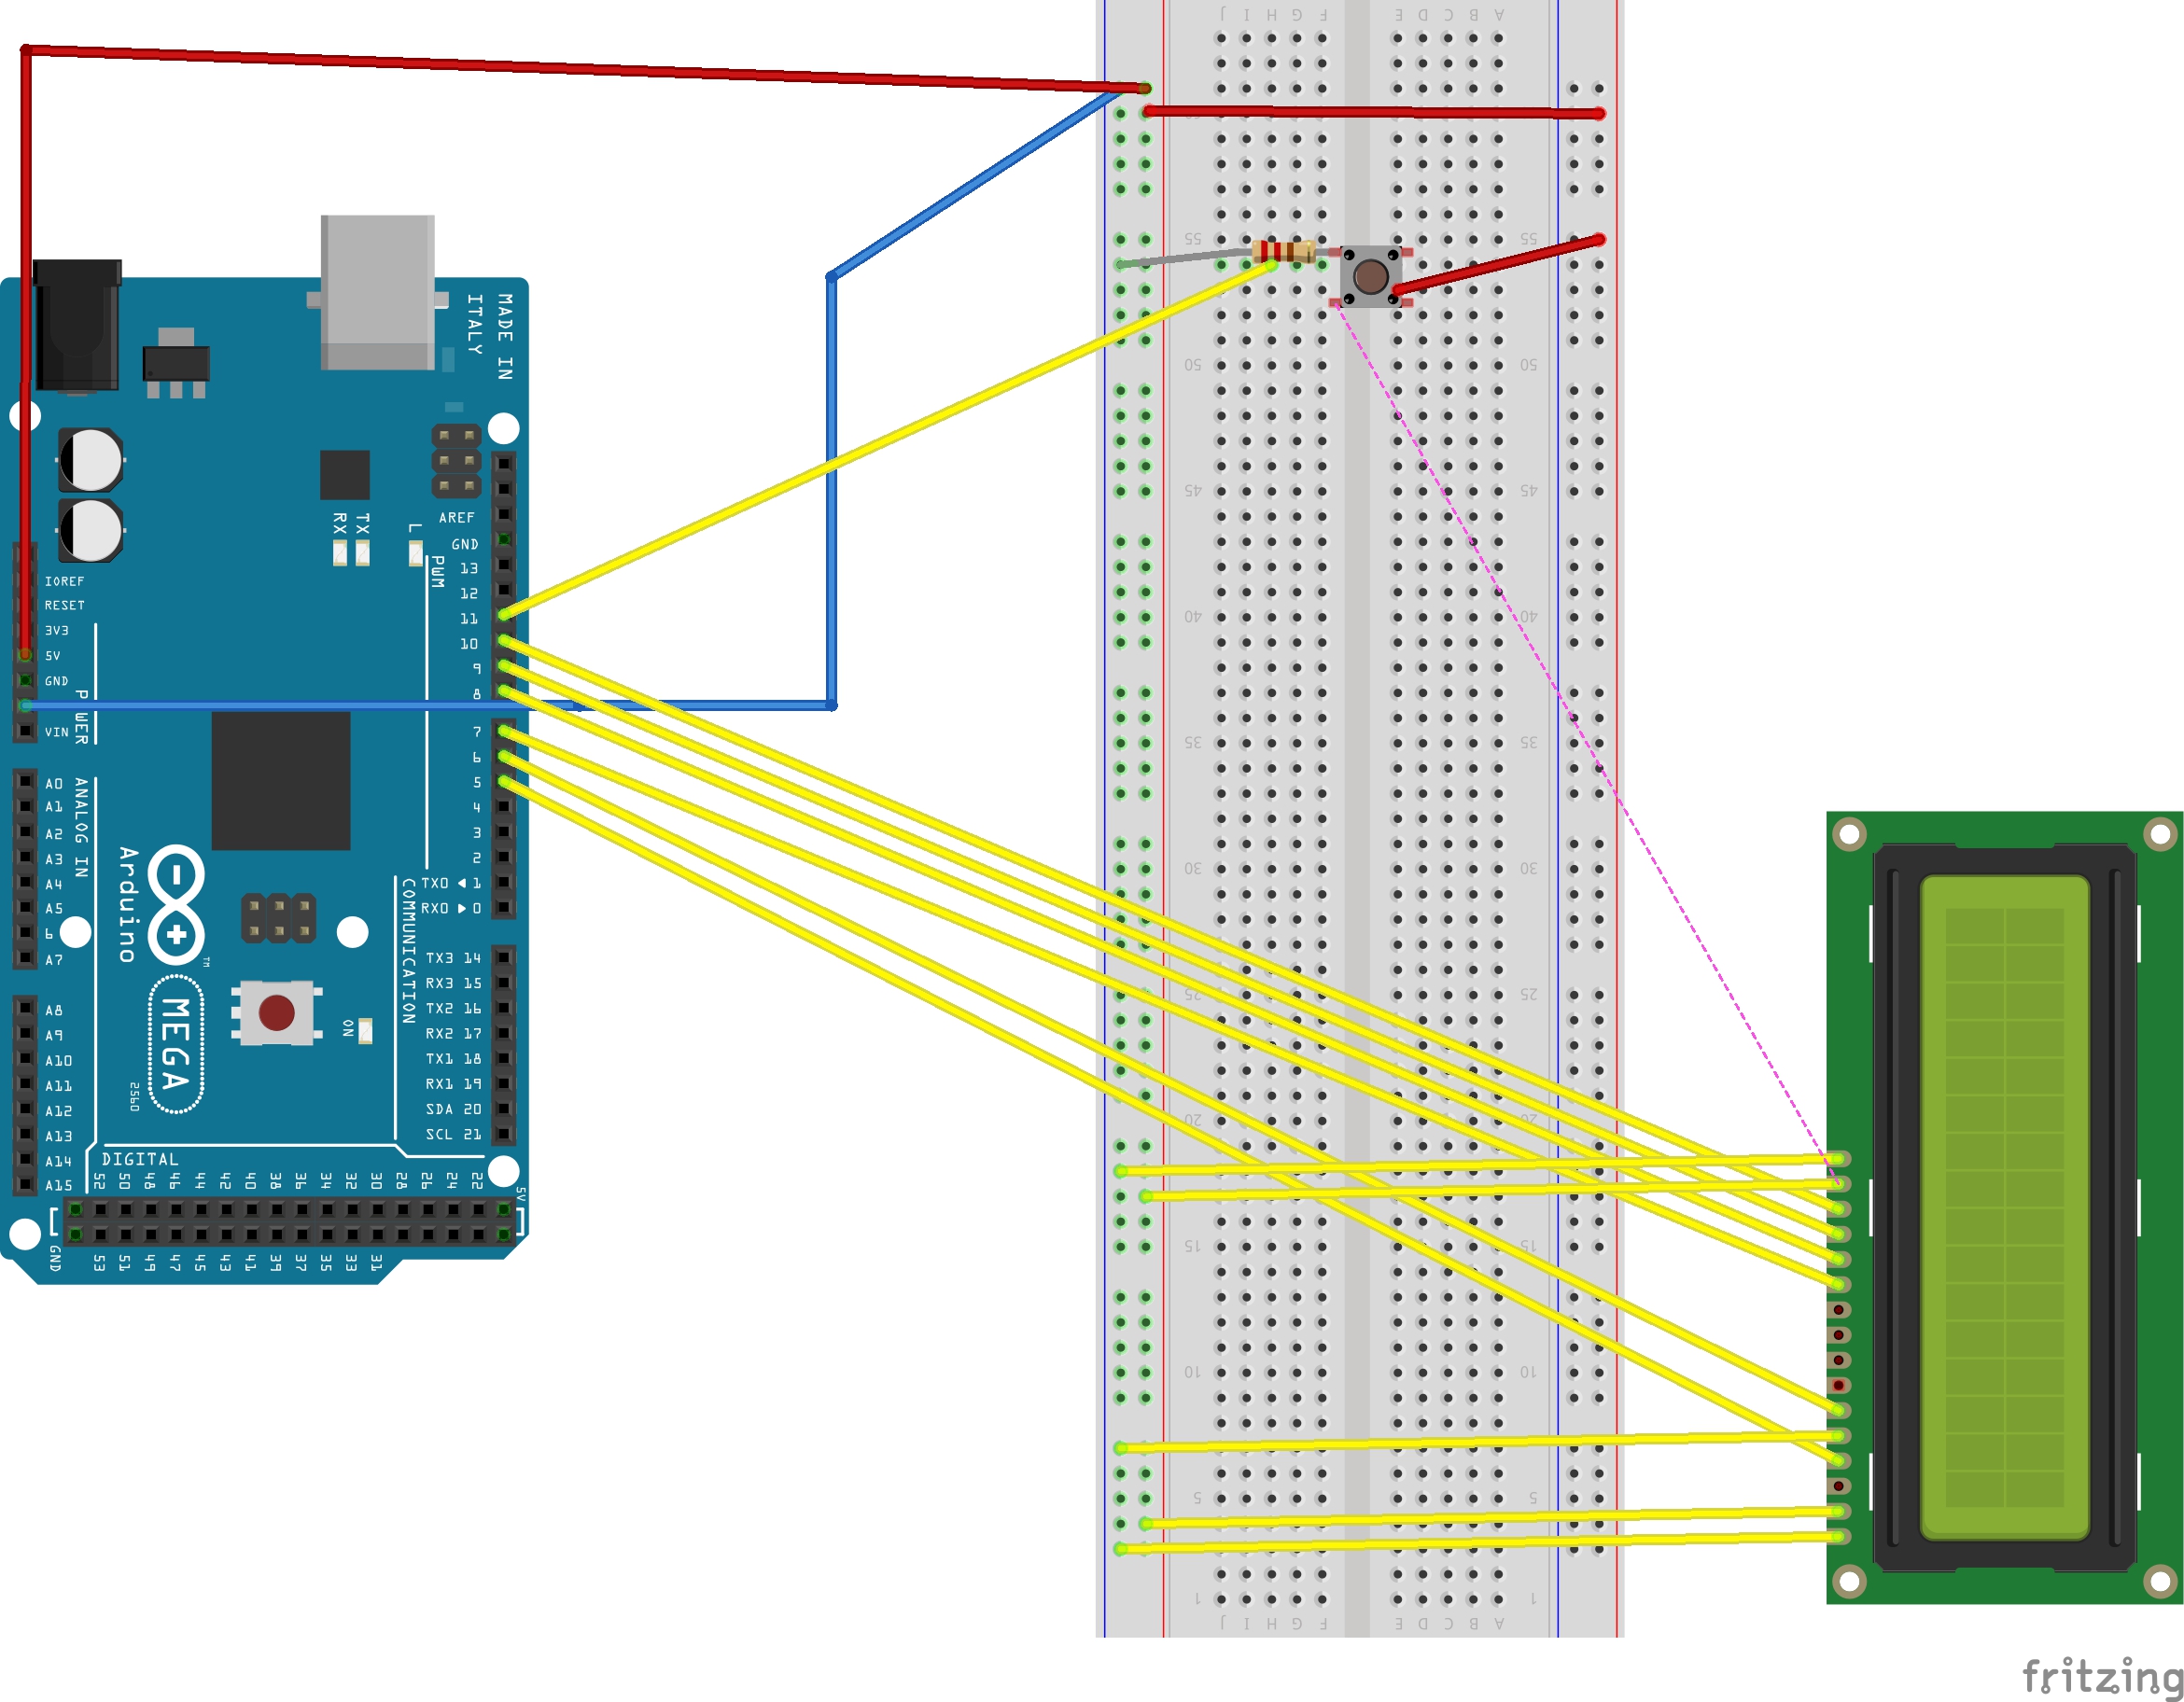 J I H G F E D C B A
MADE IN
ITALY
55 55
50 50
45 45
40 40
35 35
30 30
25 25
20 20
15 15
10 10
5 5
1 1
J I H G F E D C B A
RX
TX
L
PWM
AREF
GND
13
12
11
10
9
8
7
6
5
4
3
2
TX0 ◀ 1
RX0 ▶ 0
COMMUNICATION
TX3 14
RX3 15
TX2 16
RX2 17
TX1 18
RX1 19
SDA 20
SCL 21
IOREF
RESET
3V3
5V
GND
VIN
P WER
ANALOG IN
A0
A1
A2
A3
A4
A5
6
A7
A8
A9
A10
A11
A12
A13
A14
A15
Arduino
TM
MEGA
2560
ON
DIGITAL
52 50 48 46 44 42 40 38 36 34 32 30 28 26 24 22 5V
GND 53 51 49 47 45 43 41 39 37 35 33 31
fritzing